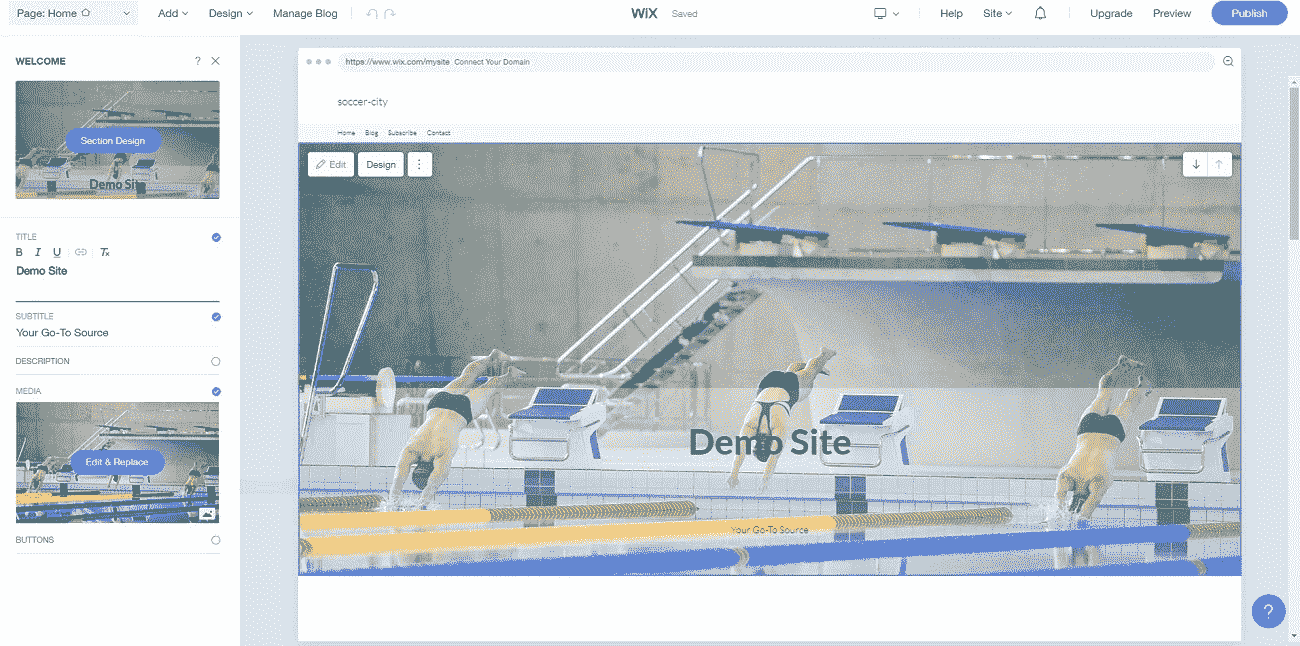 Page: Home Add Design Manage Blog WiX Saved Help Site Upgrade Preview Publish
WELCOME ? ×
Section Design
Demo Sit
TITLE
B I U Tx
Demo Site
SUBTITLE
Your Go-To Source
DESCRIPTION
MEDIA
Edit & Replace
BUTTONS
https://www.wix.com/mysite Connect Your Domain
soccer-city
Home Blog Subscribe Contact
Edit Design
Demo Site
Your Go-To Source
?